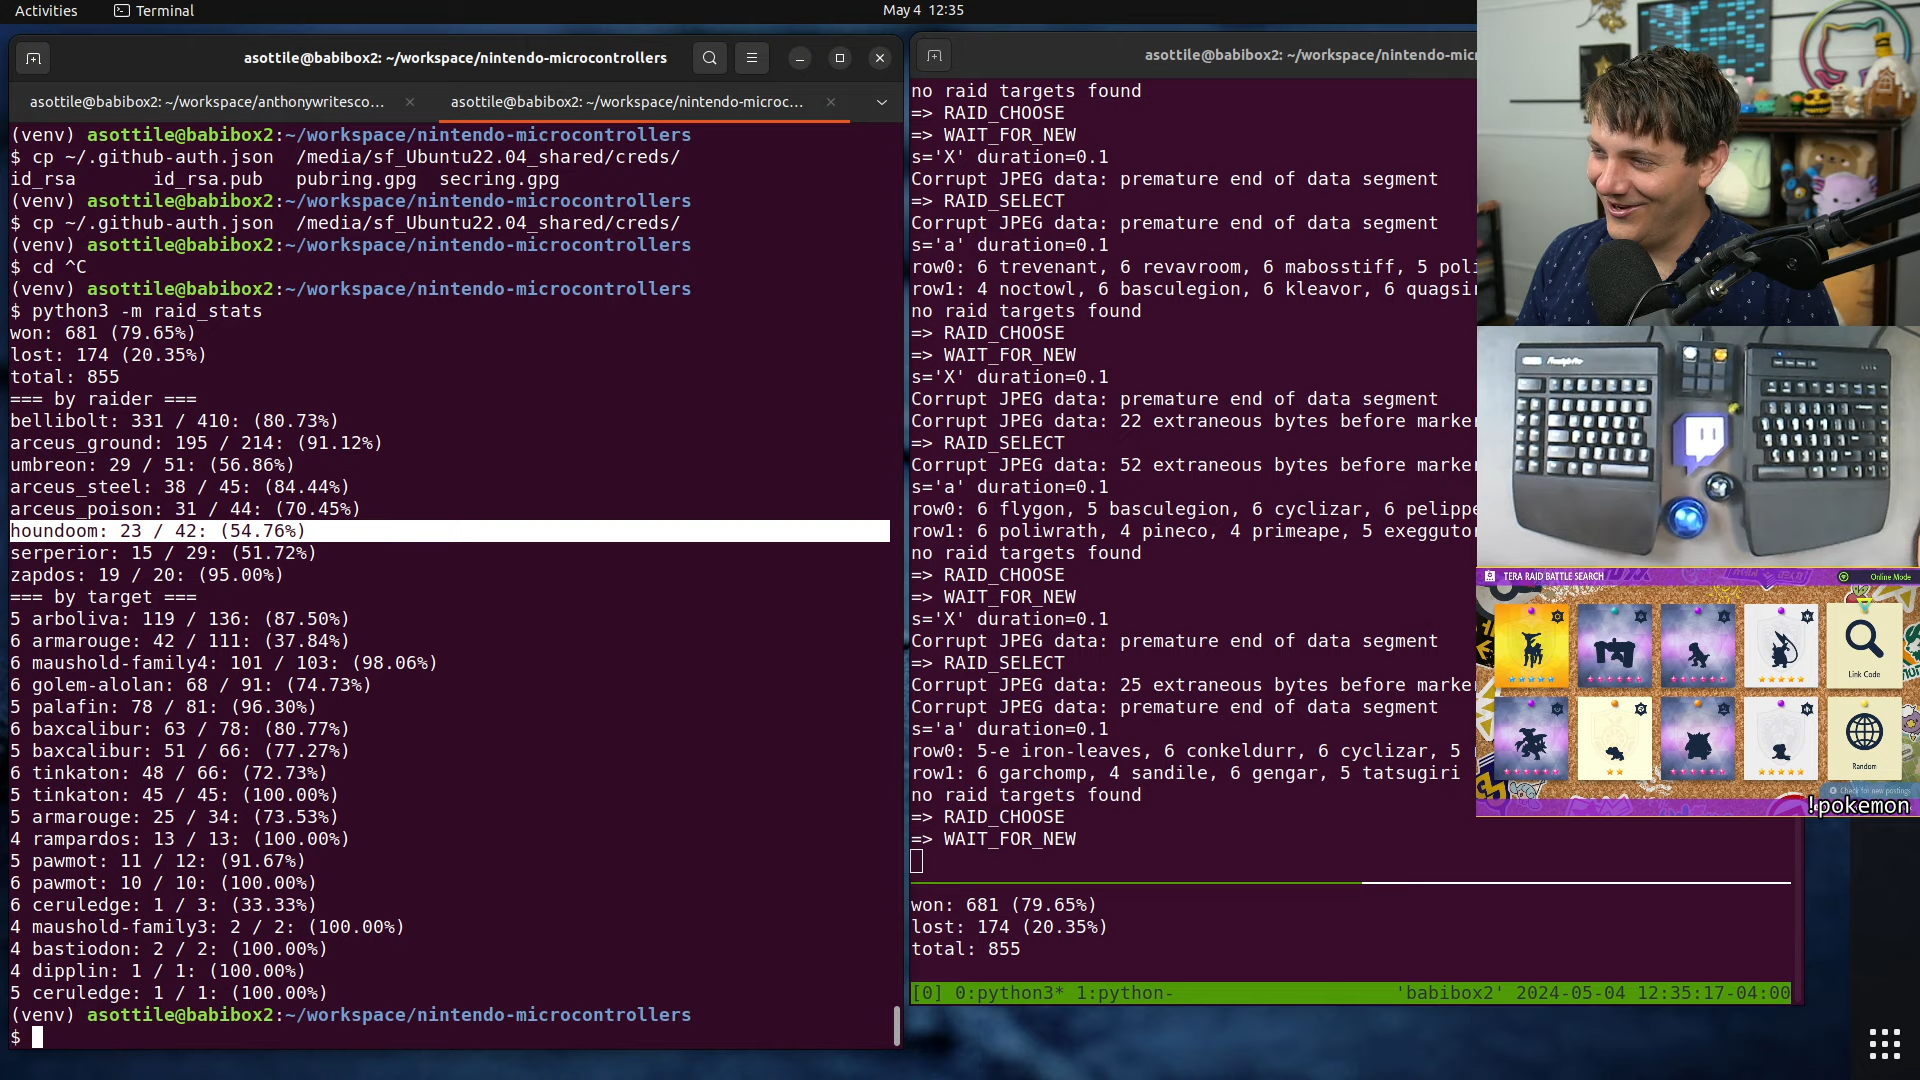 Activities
Terminal
May 4 12:35
asottile@babibox2: ~/workspace/nintendo-microcontrollers
asottile@babibox2: ~/workspace/anthonywritesco…
asottile@babibox2: ~/workspace/nintendo-microc…
(venv) asottile@babibox2:~/workspace/nintendo-microcontrollers
$ cp ~/.github-auth.json  /media/sf_Ubuntu22.04_shared/creds/
id_rsa       id_rsa.pub   pubring.gpg  secring.gpg
(venv) asottile@babibox2:~/workspace/nintendo-microcontrollers
$ cp ~/.github-auth.json  /media/sf_Ubuntu22.04_shared/creds/
(venv) asottile@babibox2:~/workspace/nintendo-microcontrollers
$ cd ^C
(venv) asottile@babibox2:~/workspace/nintendo-microcontrollers
$ python3 -m raid_stats
won: 681 (79.65%)
lost: 174 (20.35%)
total: 855
=== by raider ===
bellibolt: 331 / 410: (80.73%)
arceus_ground: 195 / 214: (91.12%)
umbreon: 29 / 51: (56.86%)
arceus_steel: 38 / 45: (84.44%)
arceus_poison: 31 / 44: (70.45%)
houndoom: 23 / 42: (54.76%)
serperior: 15 / 29: (51.72%)
zapdos: 19 / 20: (95.00%)
=== by target ===
5 arboliva: 119 / 136: (87.50%)
6 armarouge: 42 / 111: (37.84%)
6 maushold-family4: 101 / 103: (98.06%)
6 golem-alolan: 68 / 91: (74.73%)
5 palafin: 78 / 81: (96.30%)
6 baxcalibur: 63 / 78: (80.77%)
5 baxcalibur: 51 / 66: (77.27%)
6 tinkaton: 48 / 66: (72.73%)
5 tinkaton: 45 / 45: (100.00%)
5 armarouge: 25 / 34: (73.53%)
4 rampardos: 13 / 13: (100.00%)
5 pawmot: 11 / 12: (91.67%)
6 pawmot: 10 / 10: (100.00%)
6 ceruledge: 1 / 3: (33.33%)
4 maushold-family3: 2 / 2: (100.00%)
4 bastiodon: 2 / 2: (100.00%)
4 dipplin: 1 / 1: (100.00%)
5 ceruledge: 1 / 1: (100.00%)
(venv) asottile@babibox2:~/workspace/nintendo-microcontrollers
$
asottile@babibox2: ~/workspace/nintendo-mic
no raid targets found
=> RAID_CHOOSE
=> WAIT_FOR_NEW
s='X' duration=0.1
Corrupt JPEG data: premature end of data segment
=> RAID_SELECT
Corrupt JPEG data: premature end of data segment
s='a' duration=0.1
row0: 6 trevenant, 6 revavroom, 6 mabosstiff, 5 poli
row1: 4 noctowl, 6 basculegion, 6 kleavor, 6 quagsir
no raid targets found
=> RAID_CHOOSE
=> WAIT_FOR_NEW
s='X' duration=0.1
Corrupt JPEG data: premature end of data segment
Corrupt JPEG data: 22 extraneous bytes before marker
=> RAID_SELECT
Corrupt JPEG data: 52 extraneous bytes before marker
s='a' duration=0.1
row0: 6 flygon, 5 basculegion, 6 cyclizar, 6 pelippe
row1: 6 poliwrath, 4 pineco, 4 primeape, 5 exeggutor
no raid targets found
=> RAID_CHOOSE
=> WAIT_FOR_NEW
s='X' duration=0.1
Corrupt JPEG data: premature end of data segment
=> RAID_SELECT
Corrupt JPEG data: 25 extraneous bytes before marker
Corrupt JPEG data: premature end of data segment
s='a' duration=0.1
row0: 5-e iron-leaves, 6 conkeldurr, 6 cyclizar, 5
row1: 6 garchomp, 4 sandile, 6 gengar, 5 tatsugiri
no raid targets found
=> RAID_CHOOSE
=> WAIT_FOR_NEW
won: 681 (79.65%)
lost: 174 (20.35%)
total: 855
[0] 0:python3* 1:python-
'babibox2' 2024-05-04 12:35:17-04:00
TERA RAID BATTLE SEARCH
Online Mode
Link Code
Random
Check for new postings
!pokemon